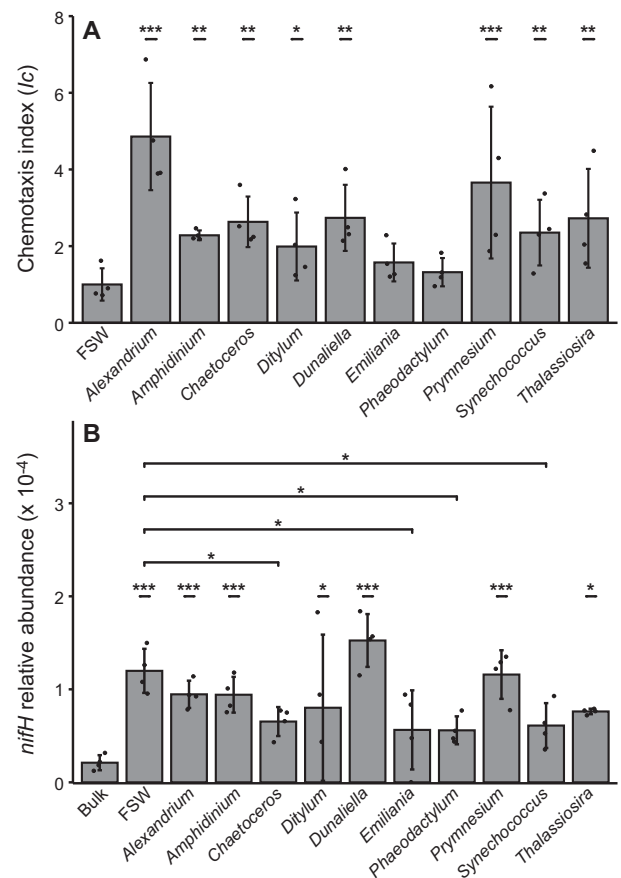 A
Chemotaxis index (Ic)
8
6
4
2
0
*** ** ** * ** *** ** **
FSW
Alexandrium
Amphidinium
Chaetoceros
Ditylum
Dunaliella
Emiliania
Phaeodactylum
Prymnesium
Synechococcus
Thalassiosira
B
nifH relative abundance (x 10-4)
3
2
1
0
*
*
*
*
*** *** *** * *** *** *
Bulk
FSW
Alexandrium
Amphidinium
Chaetoceros
Ditylum
Dunaliella
Emiliania
Phaeodactylum
Prymnesium
Synechococcus
Thalassiosira